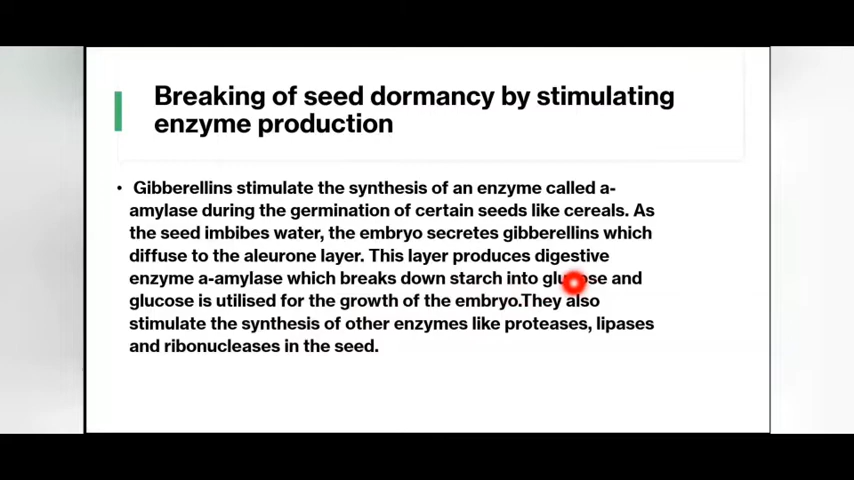 Breaking of seed dormancy by stimulating
enzyme production
• Gibberellins stimulate the synthesis of an enzyme called a-
amylase during the germination of certain seeds like cereals. As
the seed imbibes water, the embryo secretes gibberellins which
diffuse to the aleurone layer. This layer produces digestive
enzyme a-amylase which breaks down starch into glucose and
glucose is utilised for the growth of the embryo.They also
stimulate the synthesis of other enzymes like proteases, lipases
and ribonucleases in the seed.